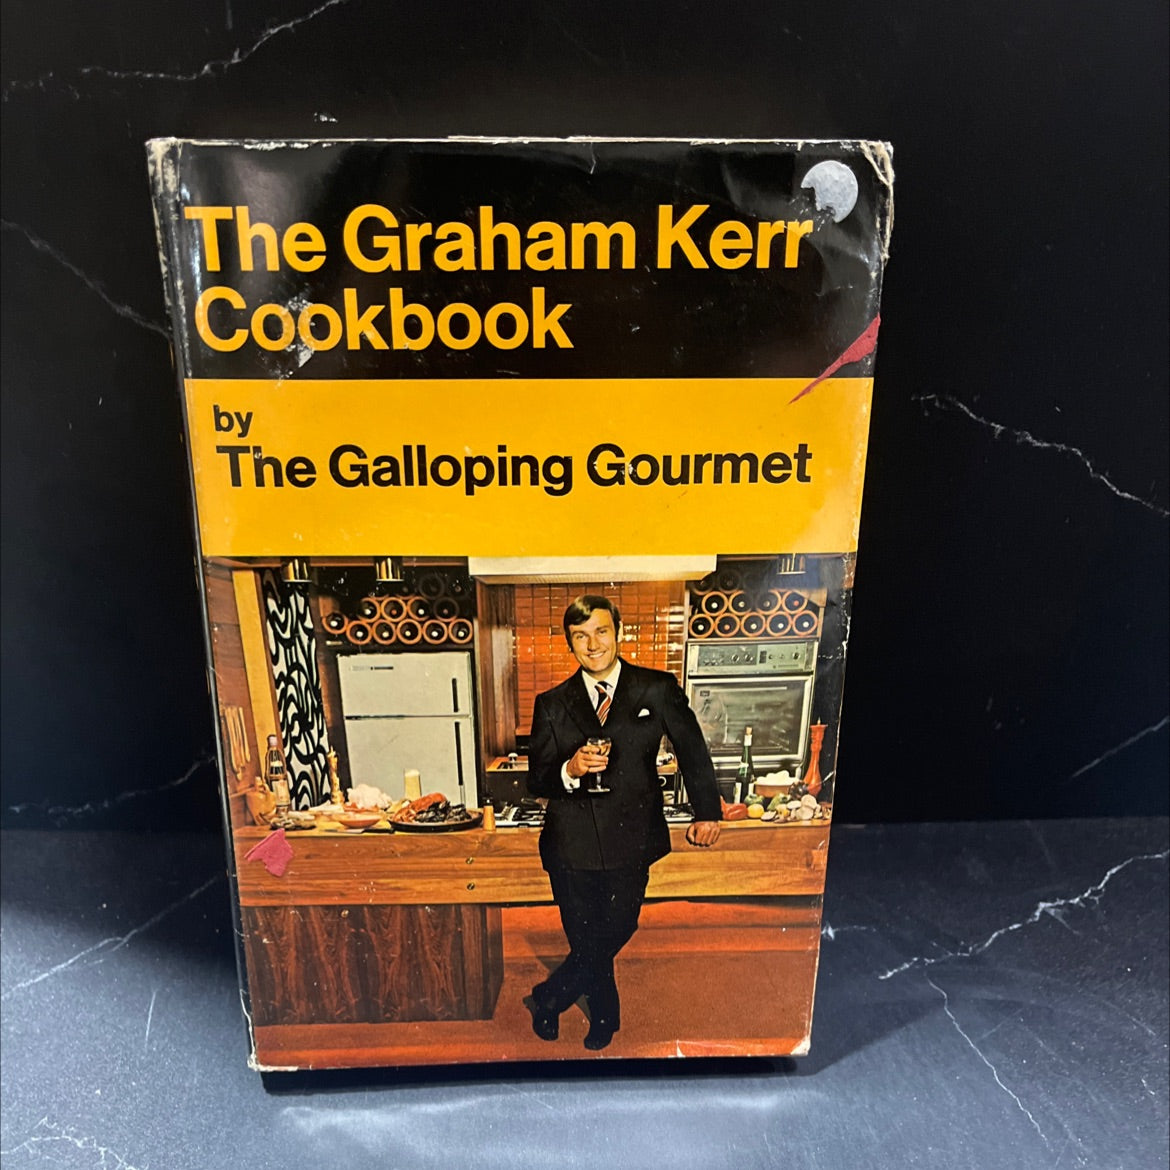 The Graham Kerr
Cookbook
by
The Galloping Gourmet